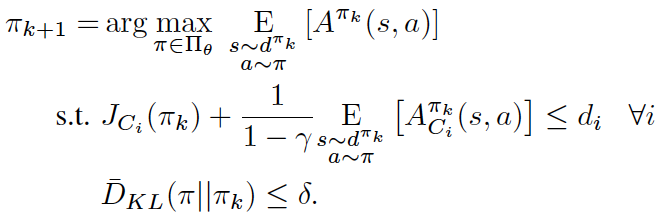 π_{k+1} = arg max_{π∈Π_θ} E_{s∼d^{π_k}, a∼π} [A^{π_k}(s, a)]
s.t. J_{C_i}(π_k) + \frac{1}{1 − γ} E_{s∼d^{π_k}, a∼π} [A^{π_k}_{C_i}(s, a)] ≤ d_i ∀i
D̄_{KL}(π||π_k) ≤ δ.